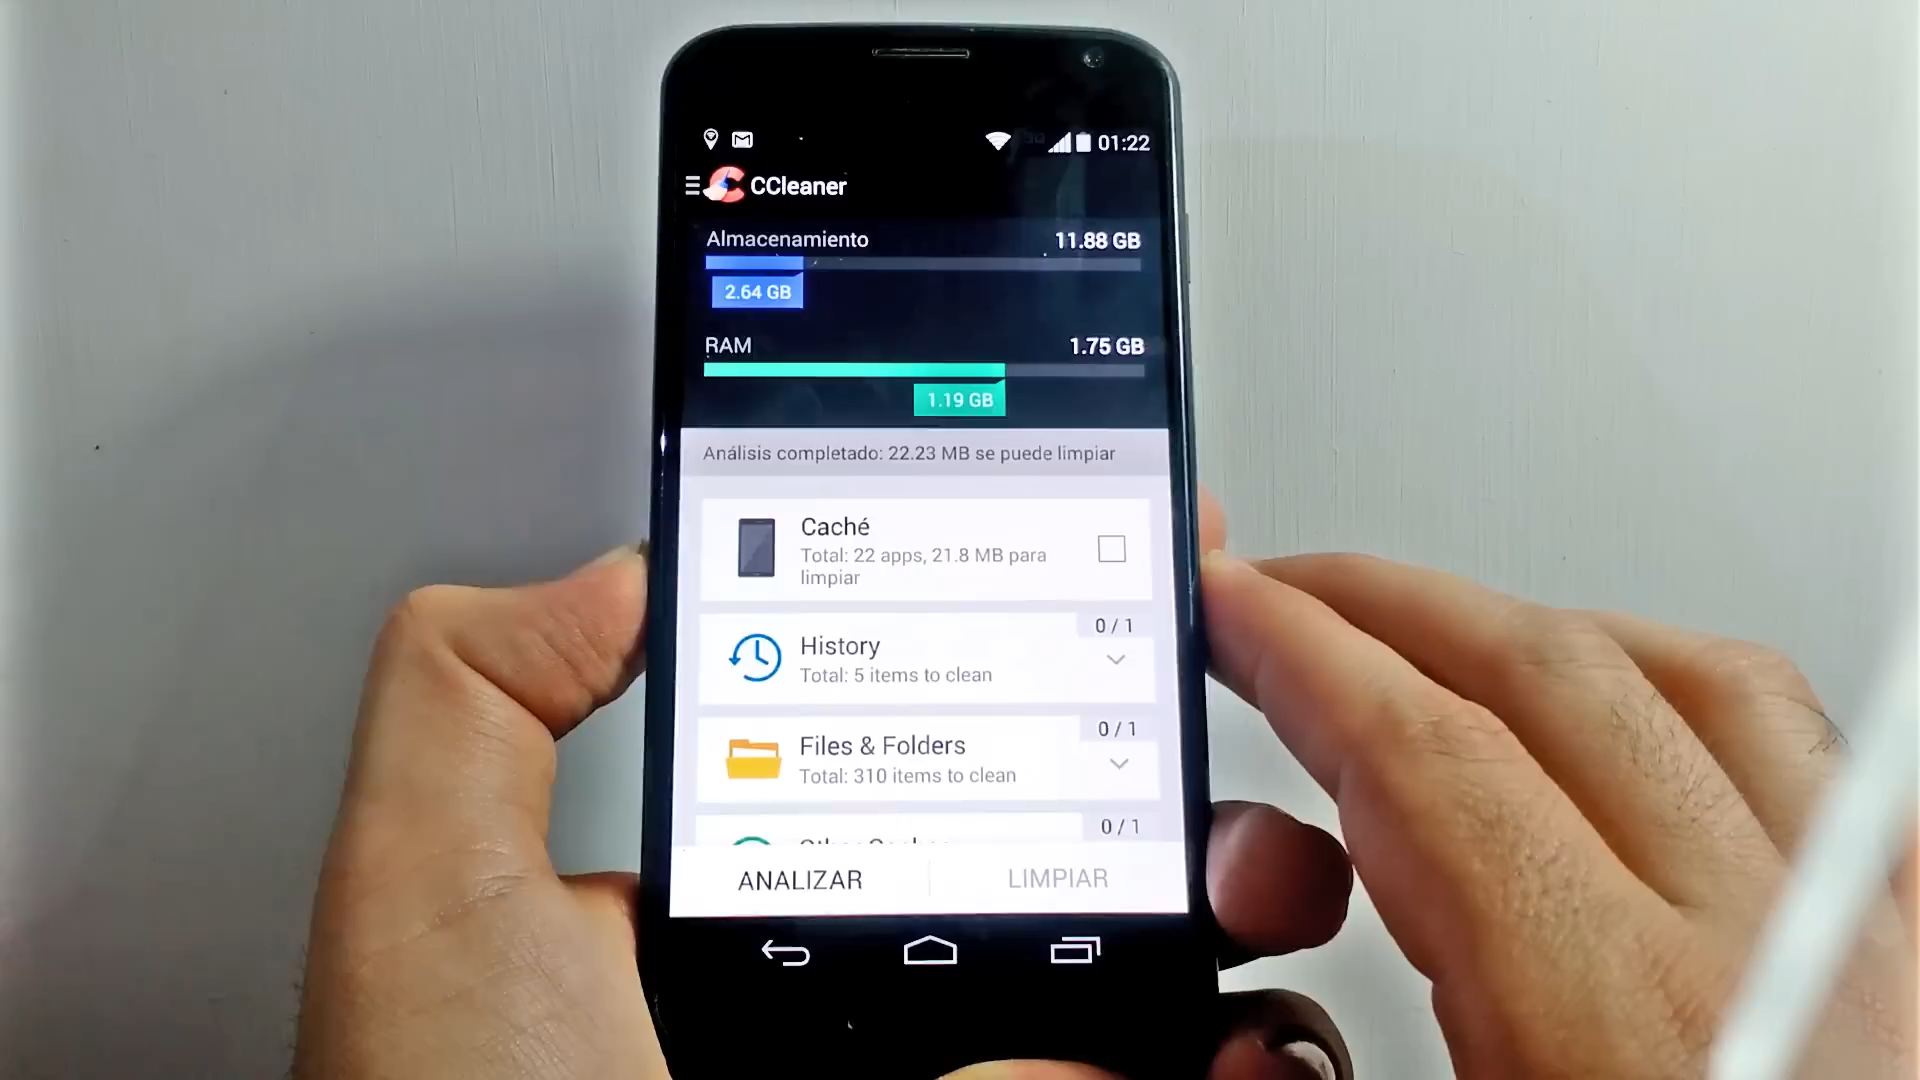 01:22
CCleaner
Almacenamiento 11.88 GB
2.64 GB
RAM 1.75 GB
1.19 GB
Análisis completado: 22.23 MB se puede limpiar
Caché
Total: 22 apps, 21.8 MB para
limpiar
0 / 1
History
Total: 5 items to clean
0 / 1
Files & Folders
Total: 310 items to clean
0 / 1
ANALIZAR LIMPIAR